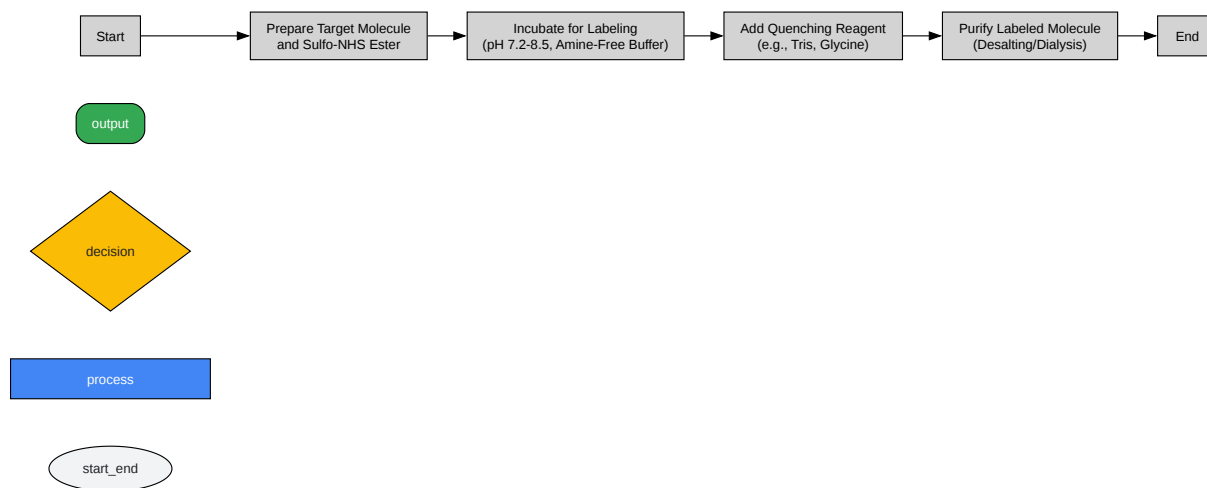 Start
Prepare Target Molecule
and Sulfo-NHS Ester
Incubate for Labeling
(pH 7.2-8.5, Amine-Free Buffer)
Add Quenching Reagent
(e.g., Tris, Glycine)
Purify Labeled Molecule
(Desalting/Dialysis)
End
output
decision
process
start_end